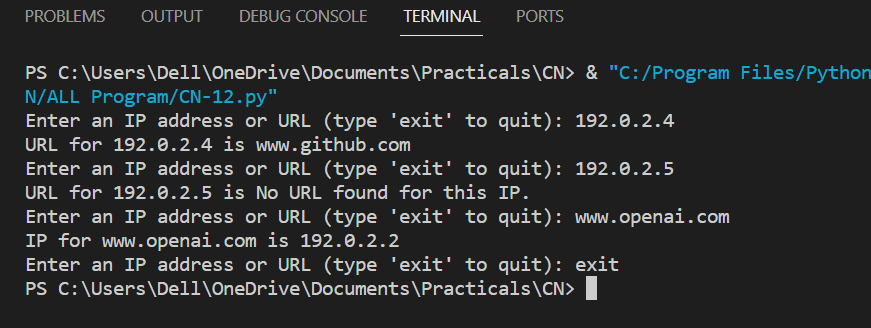 PROBLEMS OUTPUT DEBUG CONSOLE TERMINAL PORTS
PS C:\Users\Dell\OneDrive\Documents\Practicals\CN> & "C:/Program Files/Python
N/ALL Program/CN-12.py"
Enter an IP address or URL (type 'exit' to quit): 192.0.2.4
URL for 192.0.2.4 is www.github.com
Enter an IP address or URL (type 'exit' to quit): 192.0.2.5
URL for 192.0.2.5 is No URL found for this IP.
Enter an IP address or URL (type 'exit' to quit): www.openai.com
IP for www.openai.com is 192.0.2.2
Enter an IP address or URL (type 'exit' to quit): exit
PS C:\Users\Dell\OneDrive\Documents\Practicals\CN>